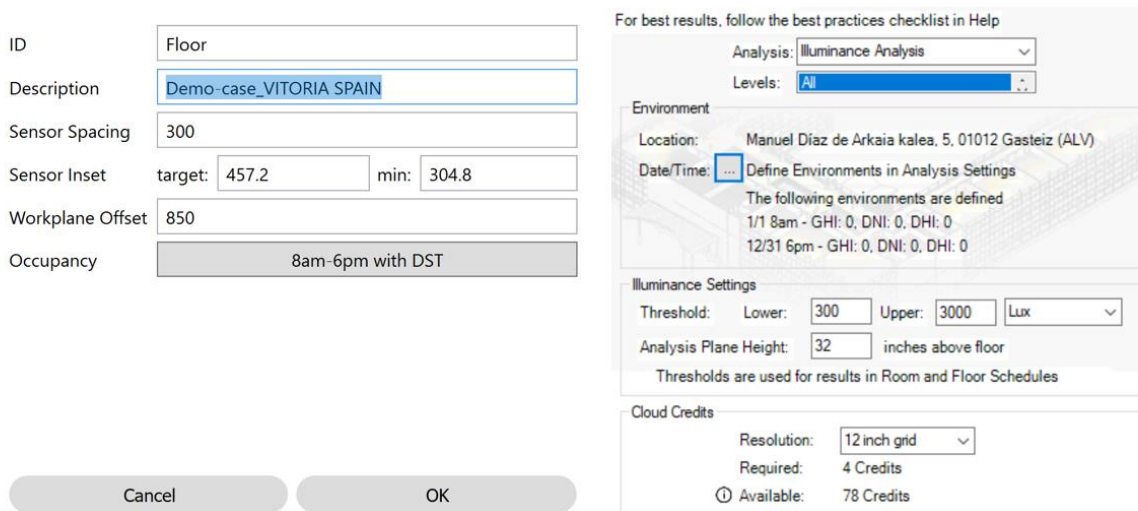 ID Floor
Description Demo-case_VITORIA SPAIN
Sensor Spacing 300
Sensor Inset target: 457.2 min: 304.8
Workplane Offset 850
Occupancy 8am-6pm with DST
Cancel OK
For best results, follow the best practices checklist in Help
Analysis: Illuminance Analysis
Levels: All
Environment
Location: Manuel Díaz de Arkaia kalea, 5, 01012 Gasteiz (ALV)
Date/Time: ... Define Environments in Analysis Settings
The following environments are defined
1/1 8am - GHI: 0, DNI: 0, DHI: 0
12/31 6pm - GHI: 0, DNI: 0, DHI: 0
Illuminance Settings
Threshold: Lower: 300 Upper: 3000 Lux
Analysis Plane Height: 32 inches above floor
Thresholds are used for results in Room and Floor Schedules
Cloud Credits
Resolution: 12 inch grid
Required: 4 Credits
Available: 78 Credits